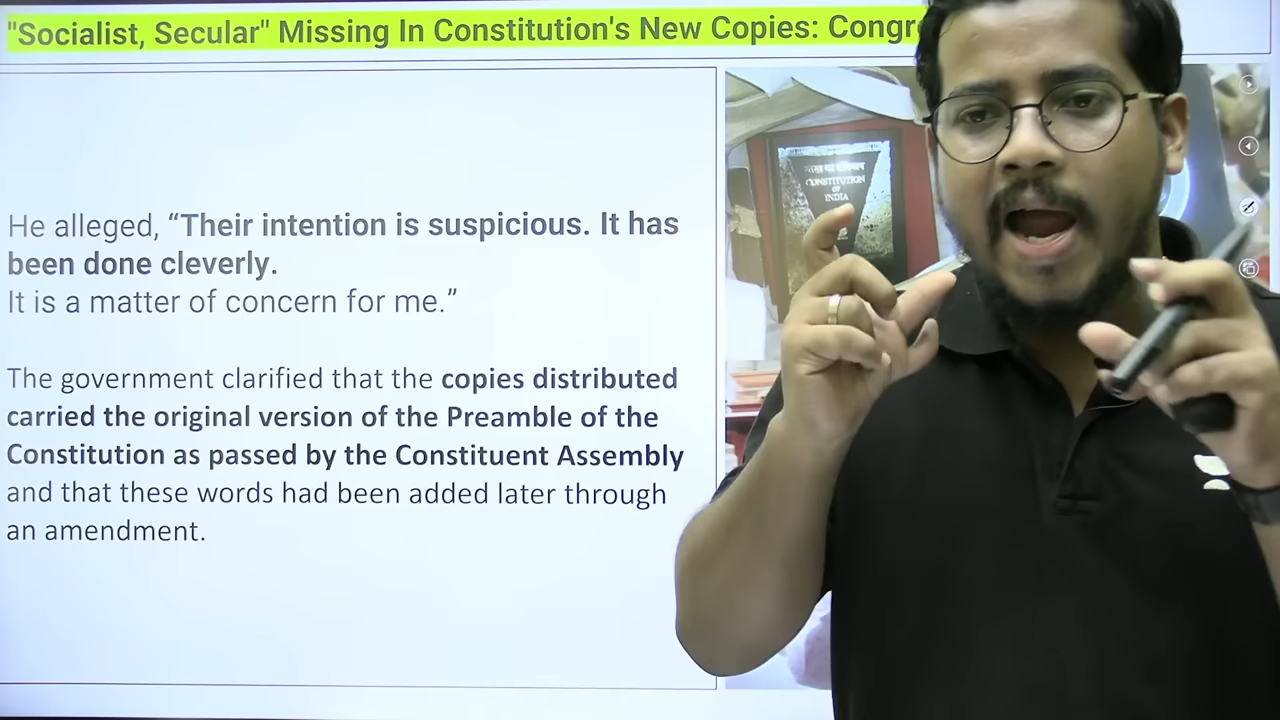 "Socialist, Secular" Missing In Constitution's New Copies: Congr
CONSTITUTION
OF
INDIA
He alleged, “Their intention is suspicious. It has
been done cleverly.
It is a matter of concern for me.”
The government clarified that the copies distributed
carried the original version of the Preamble of the
Constitution as passed by the Constituent Assembly
and that these words had been added later through
an amendment.